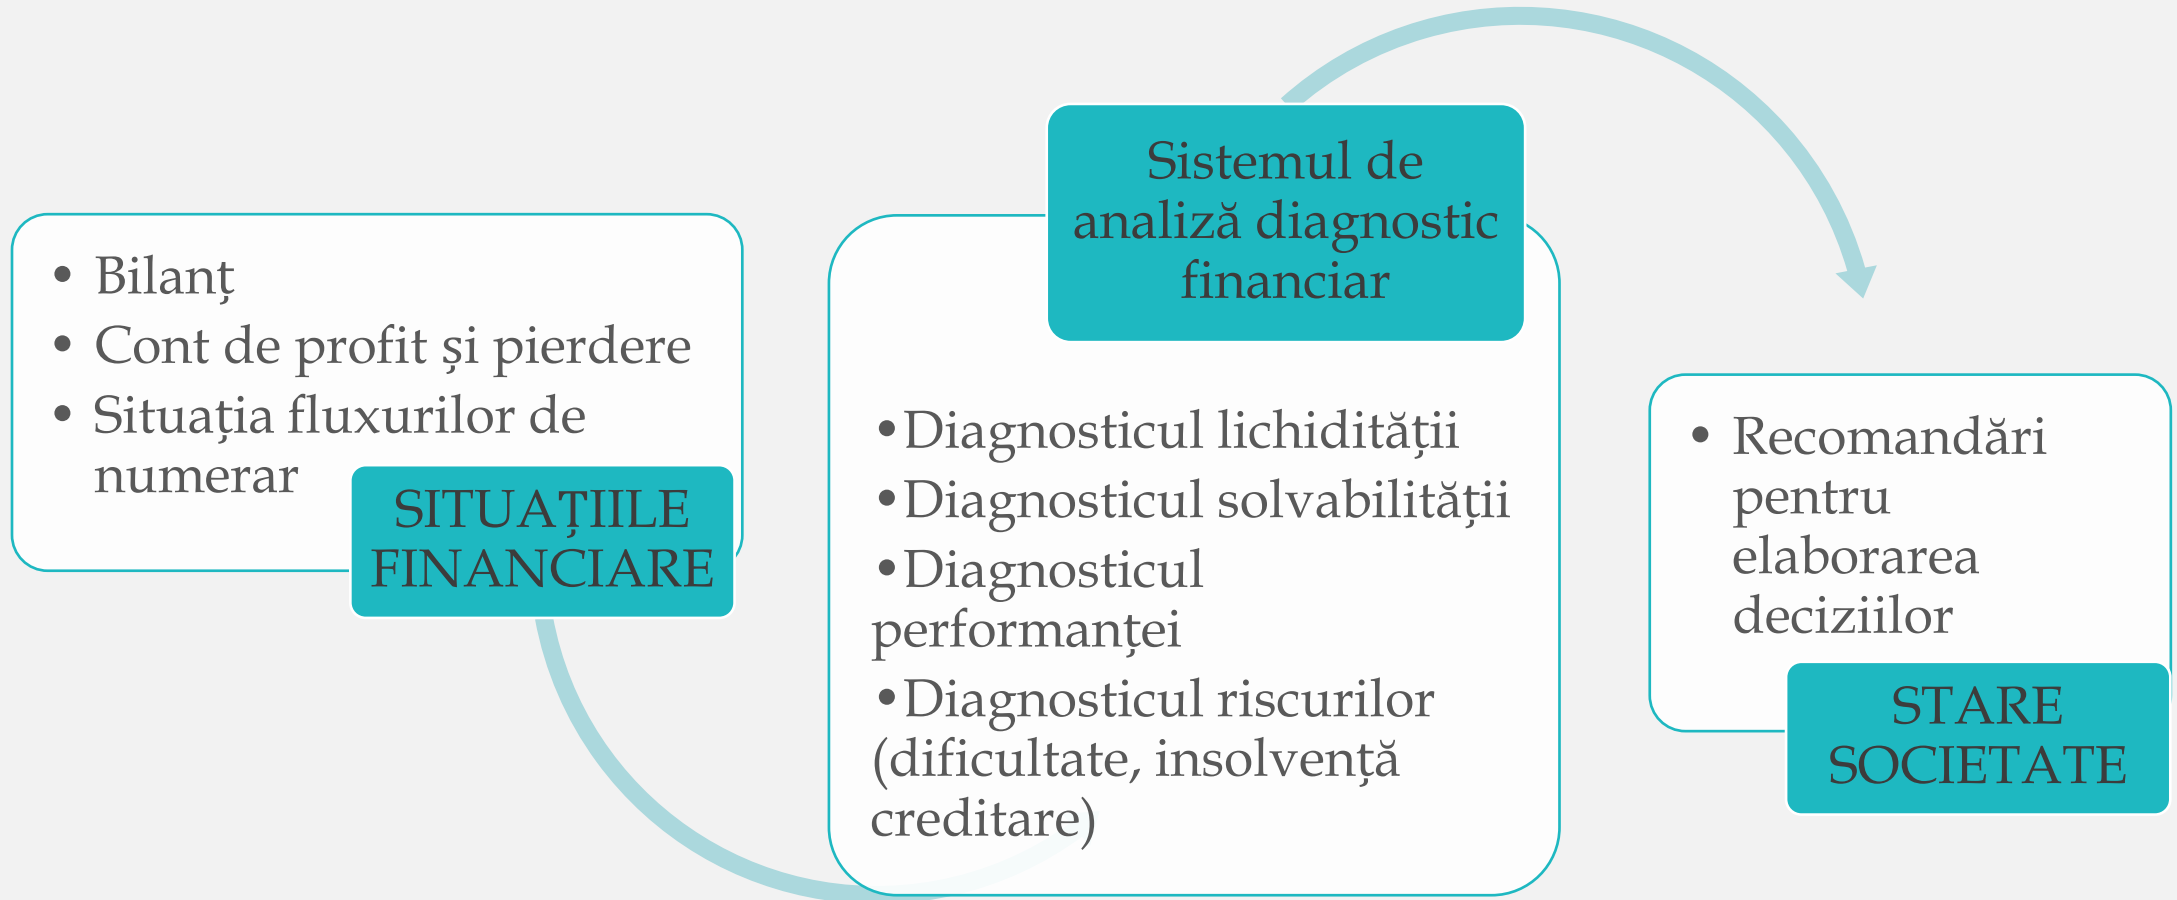 • Bilanț
• Cont de profit și pierdere
• Situația fluxurilor de
numerar
SITUAȚIILE
FINANCIARE
Sistemul de
analiză diagnostic
financiar
•Diagnosticul lichidității
•Diagnosticul solvabilității
•Diagnosticul
performanței
•Diagnosticul riscurilor
(dificultate, insolvență
creditare)
• Recomandări
pentru
elaborarea
deciziilor
STARE
SOCIETATE